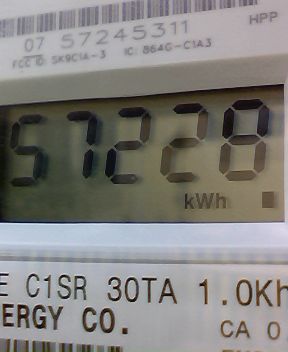 07 57245311
HPP
FCC ID: SK9C1A-3 IC: 864G-C1A3
57228
kWh
E C1SR 30TA 1.0Kh
ERGY CO.
CA 0